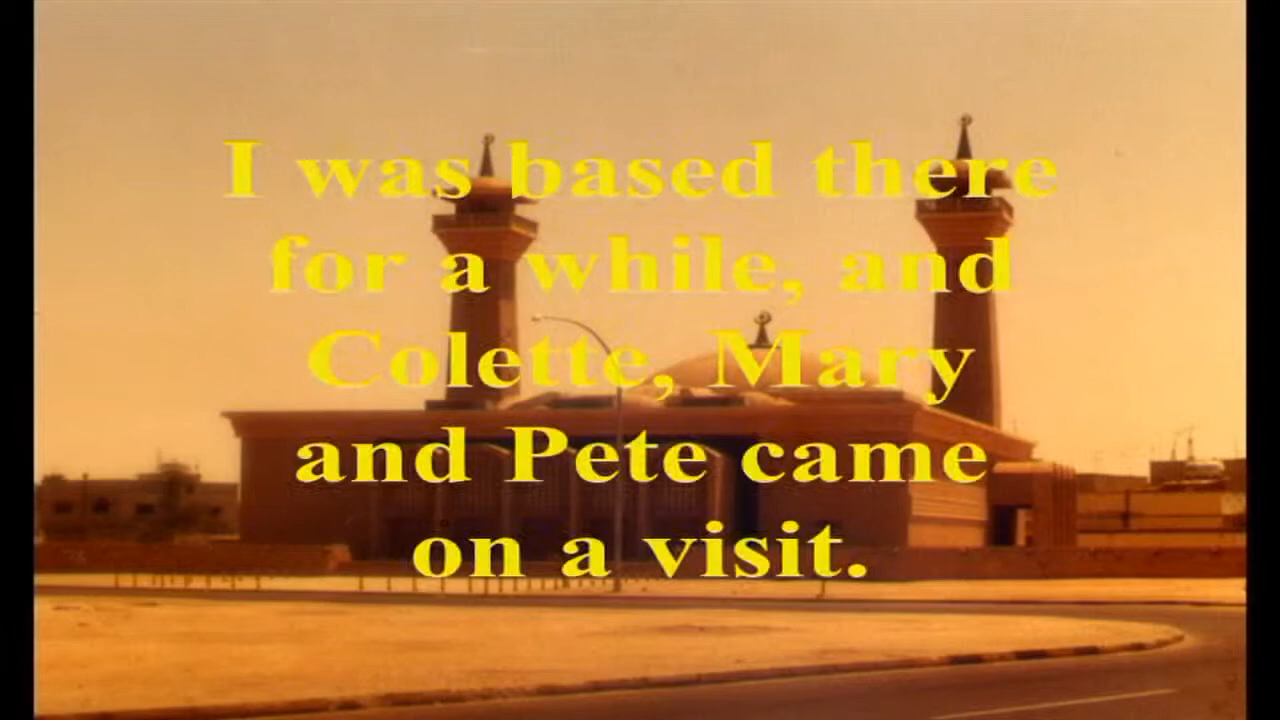 I was based there
for a while, and
Colette, Mary
and Pete came
on a visit.